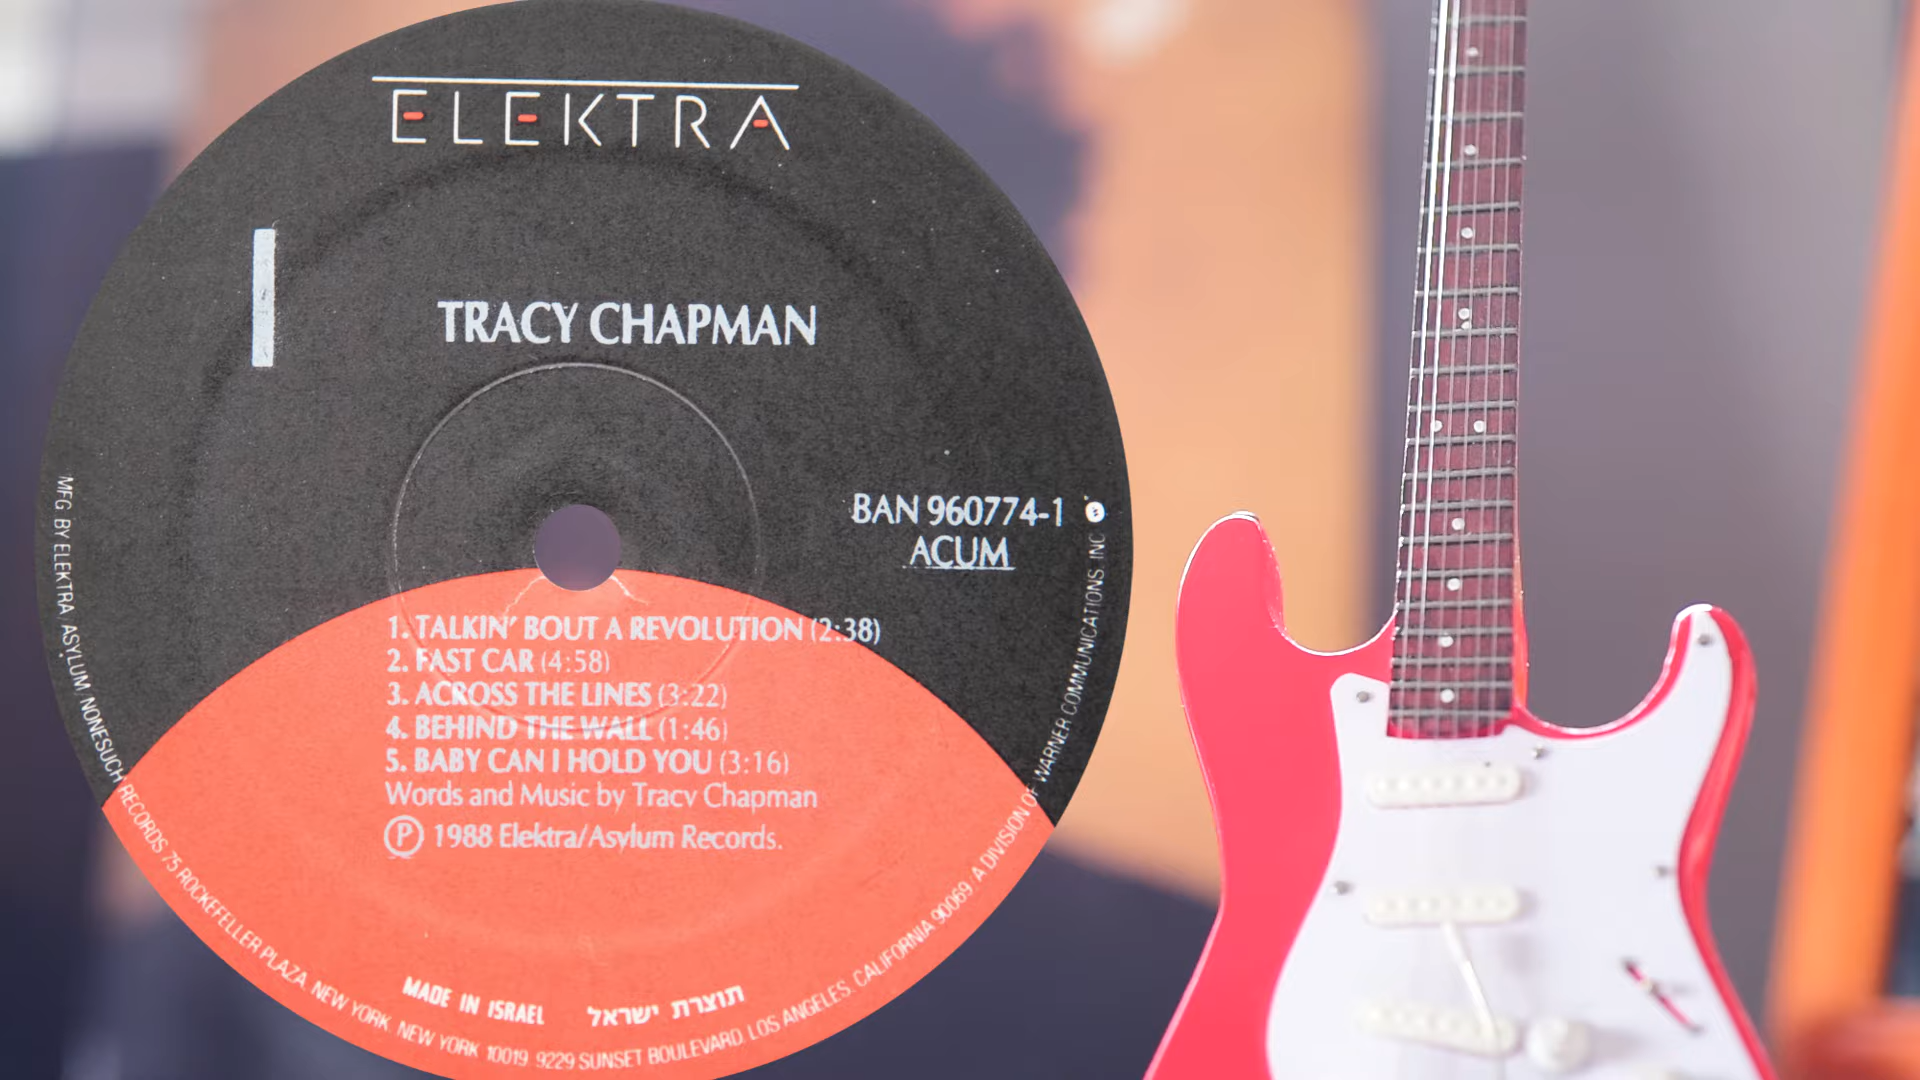 ELEKTRA
I
TRACY CHAPMAN
BAN 960774-1
ACUM
1. TALKIN' BOUT A REVOLUTION (2:38)
2. FAST CAR (4:58)
3. ACROSS THE LINES (3:22)
4. BEHIND THE WALL (1:46)
5. BABY CAN I HOLD YOU (3:16)
Words and Music by Tracy Chapman
Ⓟ 1988 Elektra/Asylum Records.
MADE IN ISRAEL תוצרת ישראל
MFG. BY ELEKTRA, ASYLUM/NONESUCH RECORDS 75 ROCKEFELLER PLAZA, NEW YORK, NEW YORK 10019. 9229 SUNSET BOULEVARD, LOS ANGELES, CALIFORNIA 90069. A DIVISION OF WARNER COMMUNICATIONS INC.